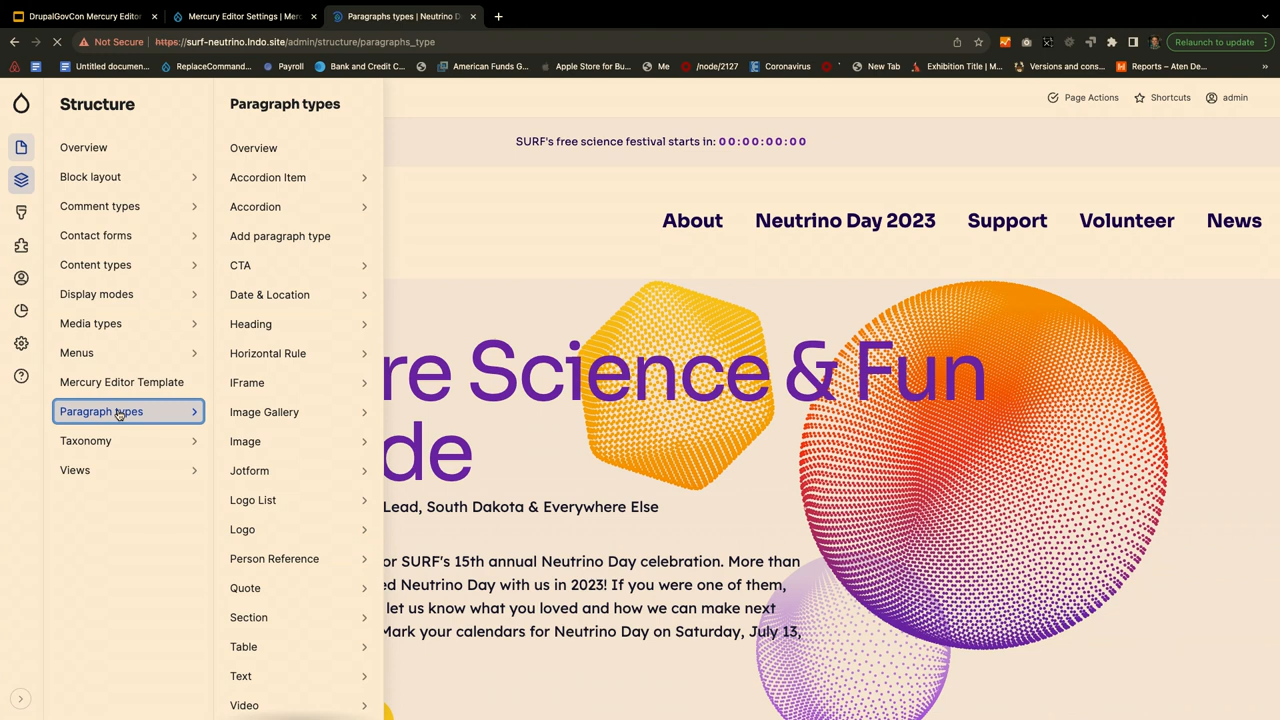 DrupalGovCon Mercury Editor
Mercury Editor Settings | Merc
Paragraphs types | Neutrino D
Not Secure
https://surf-neutrino.lndo.site/admin/structure/paragraphs_type
Relaunch to update
Untitled documen...
ReplaceCommand...
Payroll
Bank and Credit C...
American Funds G...
Apple Store for Bu...
Me
/node/2127
Coronavirus
New Tab
Exhibition Title | M...
Versions and cons...
Reports – Aten De...
»
Structure
Overview
Block layout
Comment types
Contact forms
Content types
Display modes
Media types
Menus
Mercury Editor Template
Paragraph types
Taxonomy
Views
Paragraph types
Overview
Accordion Item
Accordion
Add paragraph type
CTA
Date & Location
Heading
Horizontal Rule
IFrame
Image Gallery
Image
Jotform
Logo List
Logo
Person Reference
Quote
Section
Table
Text
Video
Page Actions
Shortcuts
admin
SURF's free science festival starts in: 00:00:00:00
About
Neutrino Day 2023
Support
Volunteer
News
re Science & Fun
de
Lead, South Dakota & Everywhere Else
or SURF's 15th annual Neutrino Day celebration. More than
ed Neutrino Day with us in 2023! If you were one of them,
let us know what you loved and how we can make next
Mark your calendars for Neutrino Day on Saturday, July 13,